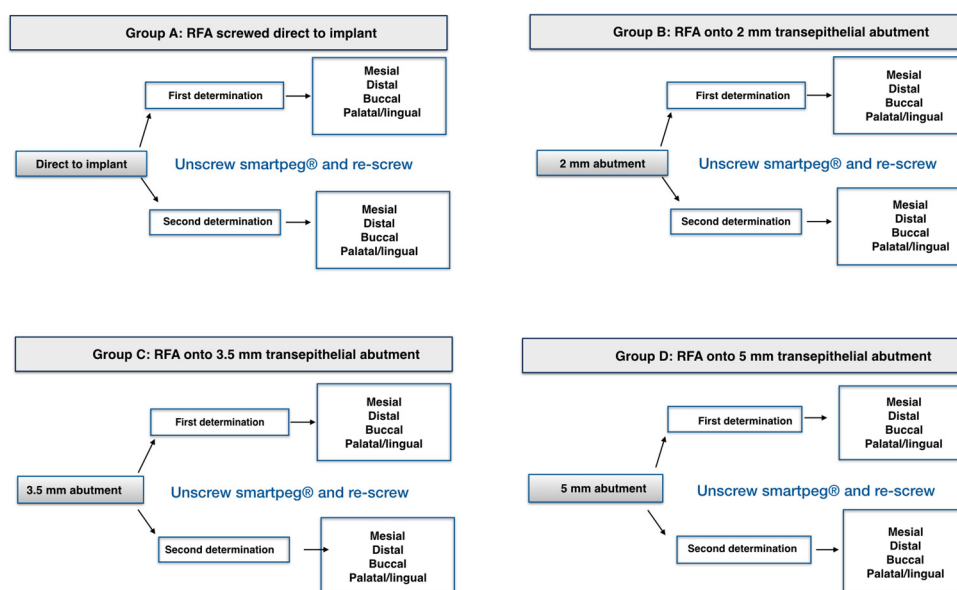 Group A: RFA screwed direct to implant
First determination
Mesial
Distal
Buccal
Palatal/lingual
Direct to implant
Unscrew smartpeg® and re-screw
Second determination
Mesial
Distal
Buccal
Palatal/lingual
Group B: RFA onto 2 mm transepithelial abutment
First determination
Mesial
Distal
Buccal
Palatal/lingual
2 mm abutment
Unscrew smartpeg® and re-screw
Second determination
Mesial
Distal
Buccal
Palatal/lingual
Group C: RFA onto 3.5 mm transepithelial abutment
First determination
Mesial
Distal
Buccal
Palatal/lingual
3.5 mm abutment
Unscrew smartpeg® and re-screw
Second determination
Mesial
Distal
Buccal
Palatal/lingual
Group D: RFA onto 5 mm transepithelial abutment
First determination
Mesial
Distal
Buccal
Palatal/lingual
5 mm abutment
Unscrew smartpeg® and re-screw
Second determination
Mesial
Distal
Buccal
Palatal/lingual